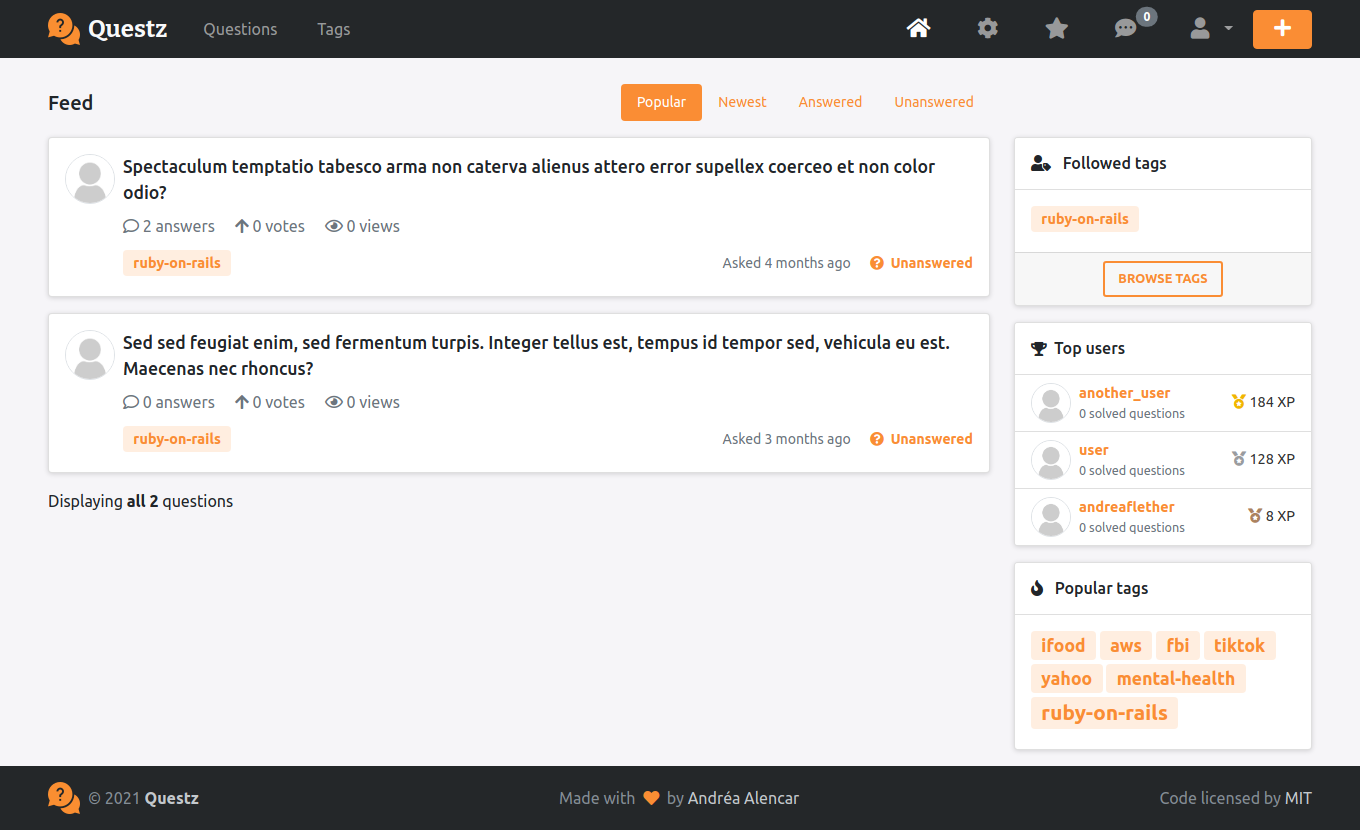 Questz Questions Tags 0
Feed Popular Newest Answered Unanswered
Spectaculum temptatio tabesco arma non caterva alienus attero error supellex coerceo et non color
odio?
2 answers 0 votes 0 views
ruby-on-rails Asked 4 months ago Unanswered
Sed sed feugiat enim, sed fermentum turpis. Integer tellus est, tempus id tempor sed, vehicula eu est.
Maecenas nec rhoncus?
0 answers 0 votes 0 views
ruby-on-rails Asked 3 months ago Unanswered
Displaying all 2 questions
Followed tags
ruby-on-rails
BROWSE TAGS
Top users
another_user
0 solved questions
184 XP
user
0 solved questions
128 XP
andreaflether
0 solved questions
8 XP
Popular tags
ifood aws fbi tiktok
yahoo mental-health
ruby-on-rails
© 2021 Questz Made with by Andréa Alencar Code licensed by MIT